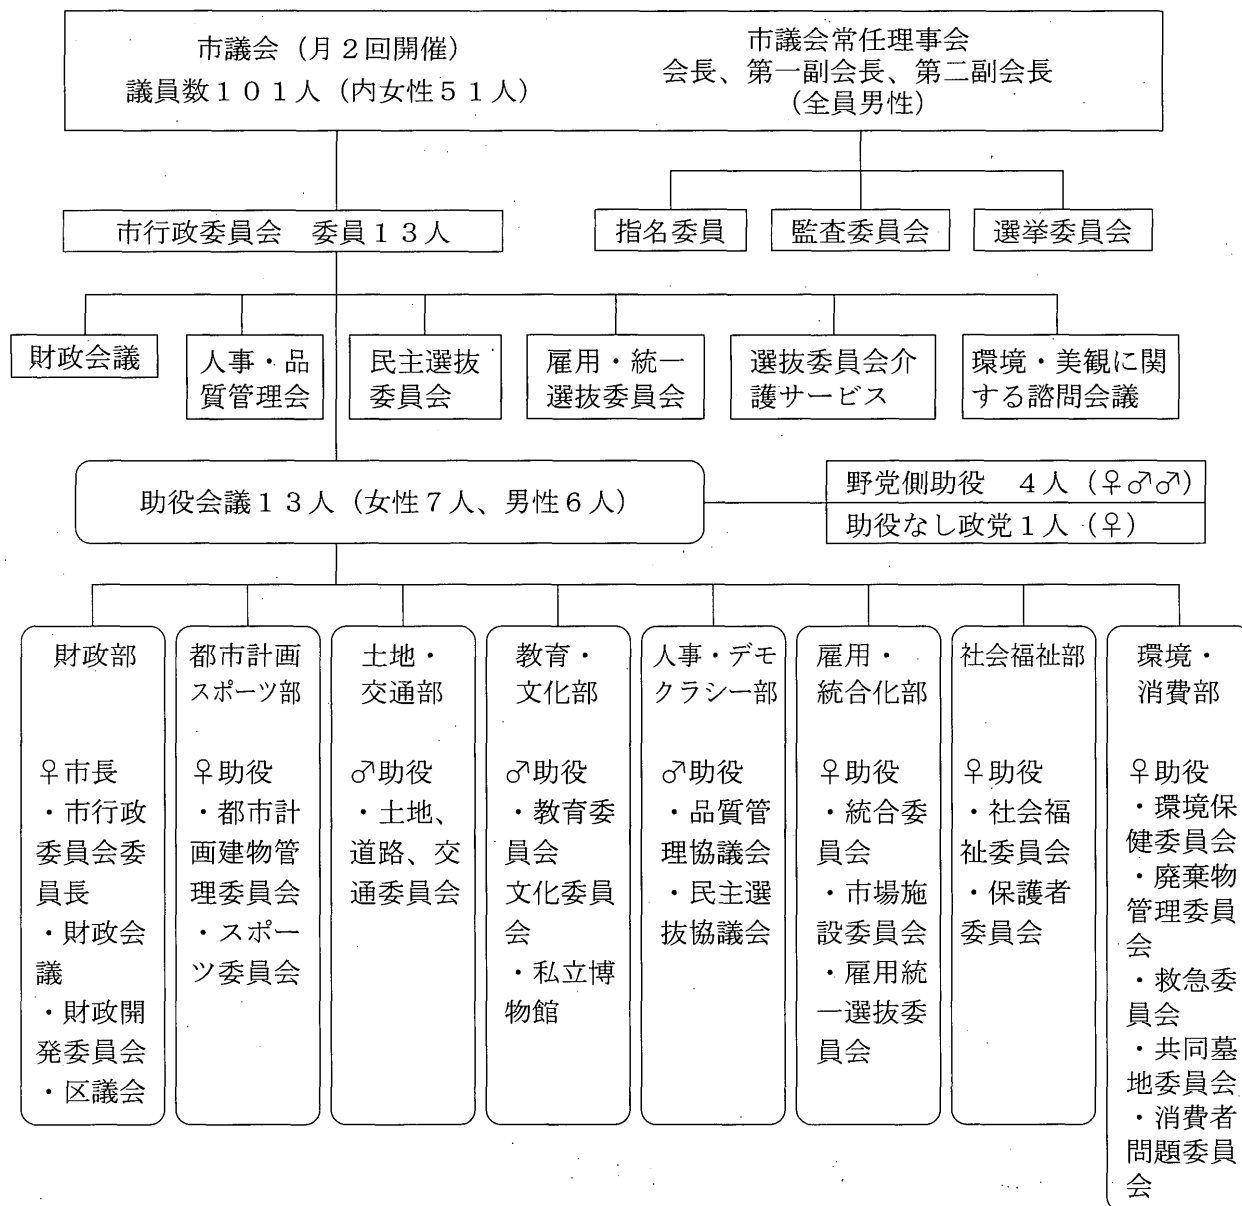 市議会(月2回開催)
議員数101人(内女性51人)
市議会常任理事会
会長、第一副会長、第二副会長
(全員男性)
市行政委員会 委員13人
指名委員
監査委員会
選挙委員会
財政会議
人事・品
質管理会
民主選抜
委員会
雇用・統一
選抜委員会
選抜委員会介
護サービス
環境・美観に関
する諮問会議
助役会議13人(女性7人、男性6人)
野党側助役 4人(♀♂♂)
助役なし政党1人(♀)
財政部
♀市長
・市行政
委員会委
員長
・財政会
議
・財政開
発委員会
・区議会
都市計画
スポーツ部
♀助役
・都市計
画建物管
理委員会
・スポー
ツ委員会
土地・
交通部
♂助役
・土地、
道路、交
通委員会
教育・
文化部
♂助役
・教育委
員会
文化委員
会
・私立博
物館
人事・デモ
クラシー部
♂助役
・品質管
理協議会
・民主選
抜協議会
雇用・
統合化部
♀助役
・統合委
員会
・市場施
設委員会
・雇用統
一選抜委
員会
社会福祉部
♀助役
・社会福
祉委員会
・保護者
委員会
環境・
消費部
♀助役
・環境保
健委員会
・廃棄物
管理委員
会
・救急委
員会
・共同墓
地委員会
・消費者
問題委員
会